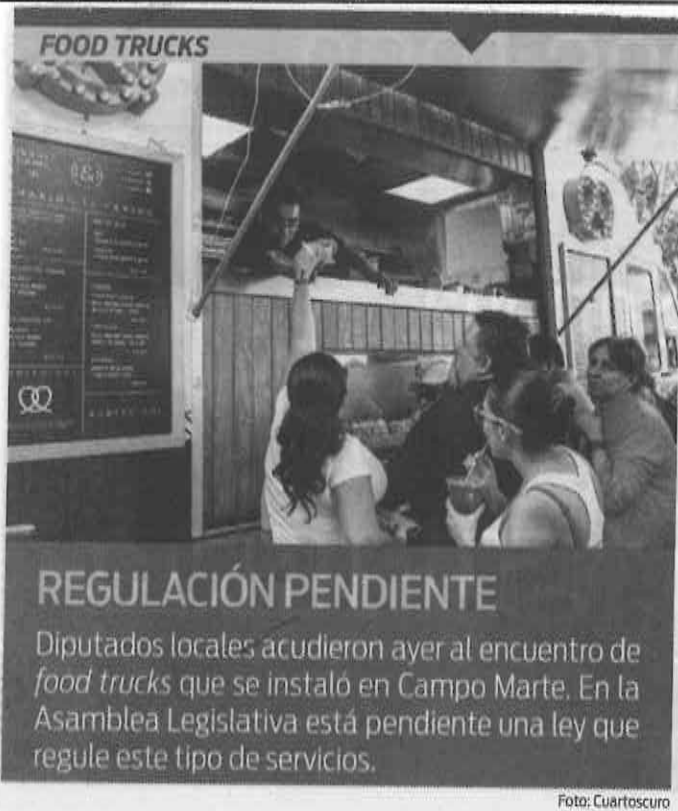 FOOD TRUCKS
REGULACIÓN PENDIENTE
Diputados locales acudieron ayer al encuentro de
food trucks que se instaló en Campo Marte. En la
Asamblea Legislativa está pendiente una ley que
regule este tipo de servicios.
Foto: Cuartoscuro